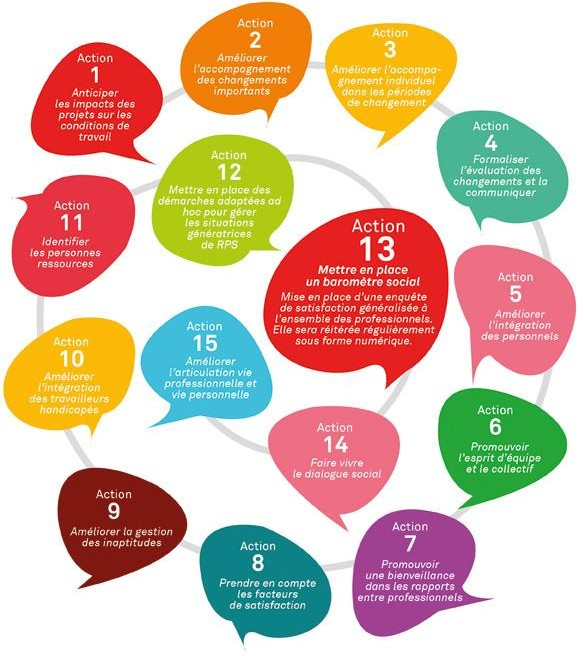 Action
1
Anticiper
les impacts des
projets sur les
conditions de
travail
Action
2
Améliorer
l'accompagnement
des changements
importants
Action
3
Améliorer l'accompa-
gnement individuel
dans les périodes
de changement
Action
4
Formaliser
l'évaluation des
changements et la
communiquer
Action
5
Améliorer
l'intégration
des personnels
Action
6
Promouvoir
l'esprit d'équipe
et le collectif
Action
7
Promouvoir
une bienveillance
dans les rapports
entre professionnels
Action
8
Prendre en compte
les facteurs
de satisfaction
Action
9
Améliorer la gestion
des inaptitudes
Action
10
Améliorer
l'intégration
des travailleurs
handicapés
Action
11
Identifier
les personnes
ressources
Action
12
Mettre en place des
démarches adaptées ad
hoc pour gérer
les situations
génératrices
de RPS
Action
13
Mettre en place
un baromètre social
Mise en place d'une enquête
de satisfaction généralisée à
l'ensemble des professionnels.
Elle sera réitérée régulièrement
sous forme numérique.
Action
14
Faire vivre
le dialogue social
Action
15
Améliorer
l'articulation vie
professionnelle et
vie personnelle